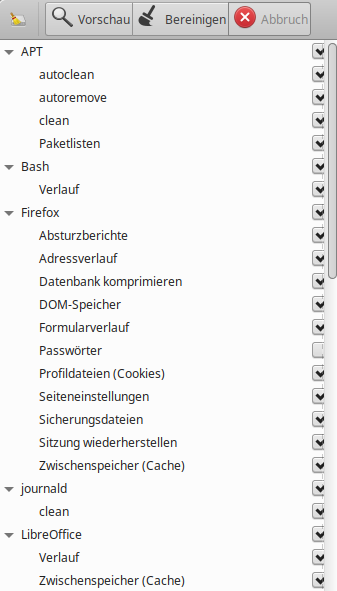 Vorschau Bereinigen Abbruch
APT
autoclean
autoremove
clean
Paketlisten
Bash
Verlauf
Firefox
Absturzberichte
Adressverlauf
Datenbank komprimieren
DOM-Speicher
Formularverlauf
Passwörter
Profildateien (Cookies)
Seiteneinstellungen
Sicherungsdateien
Sitzung wiederherstellen
Zwischenspeicher (Cache)
journald
clean
LibreOffice
Verlauf
Zwischenspeicher (Cache)